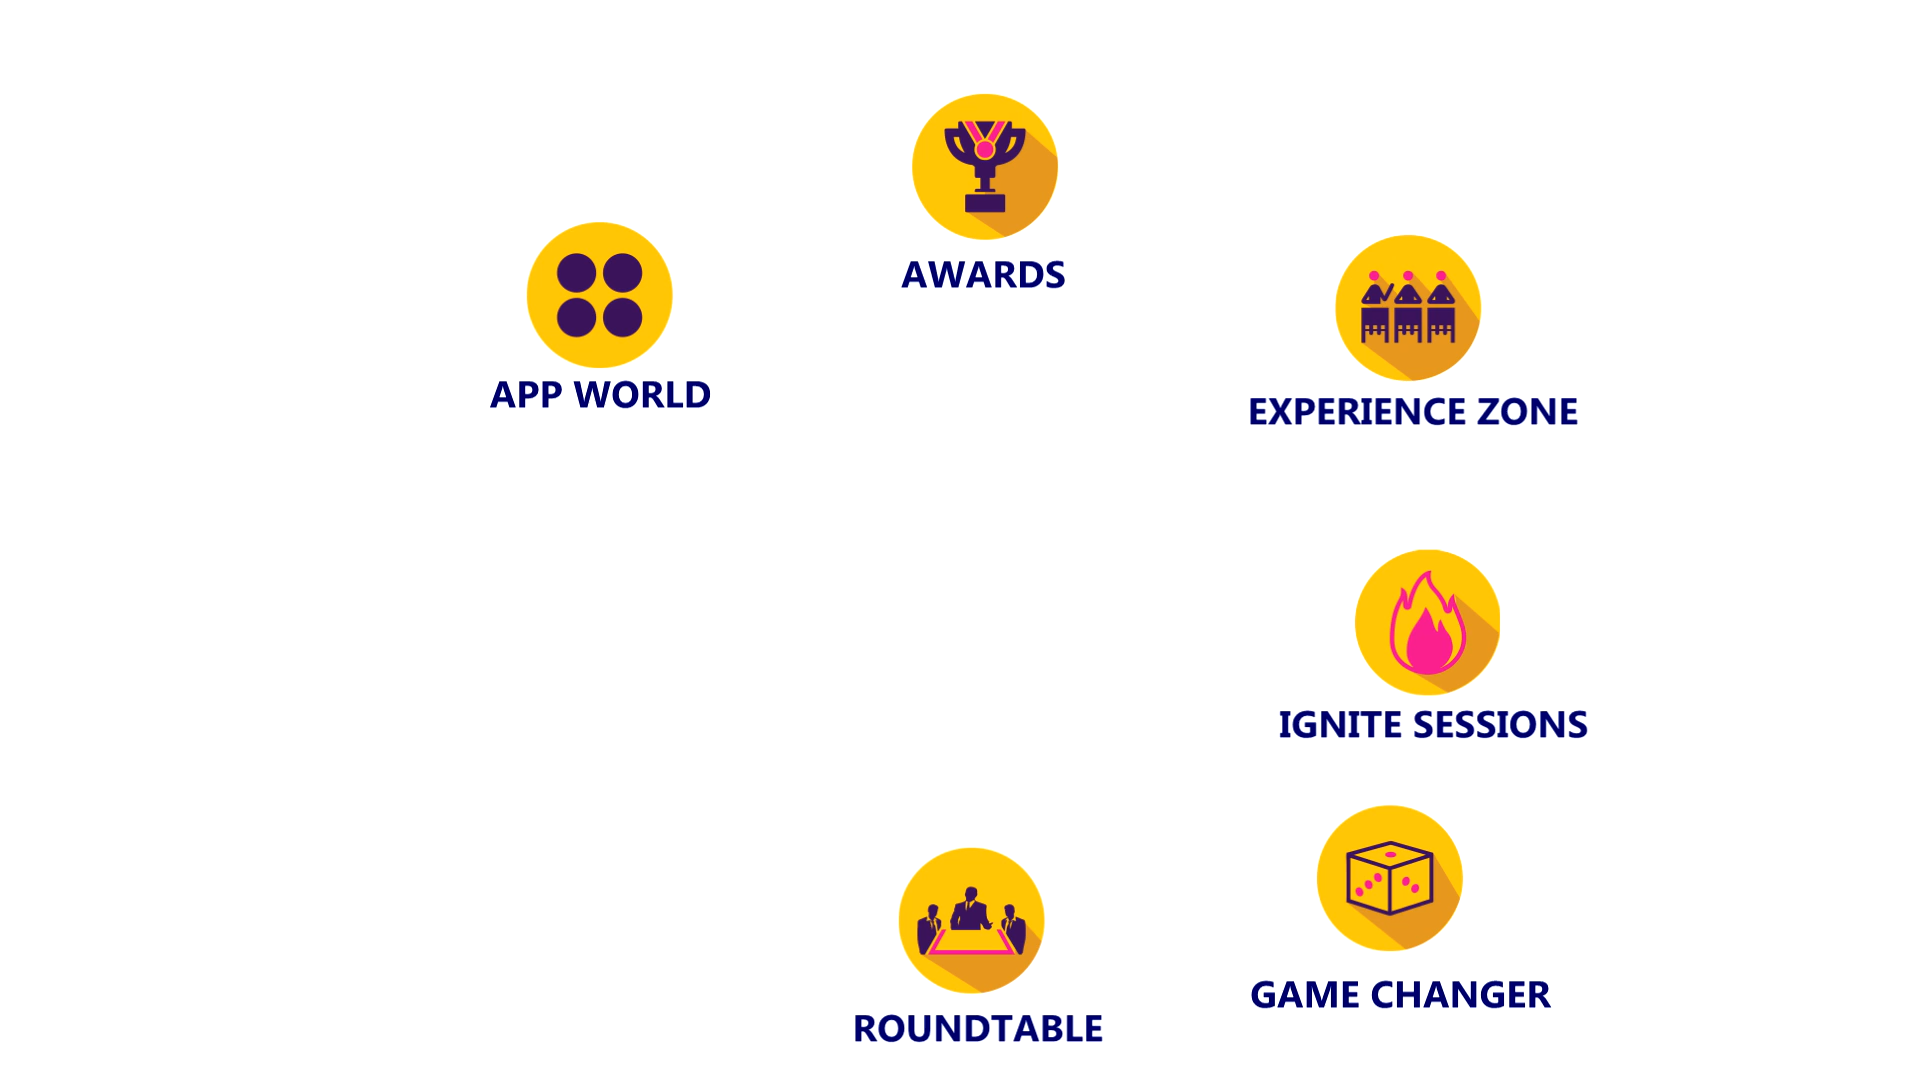 AWARDS
APP WORLD
EXPERIENCE ZONE
IGNITE SESSIONS
GAME CHANGER
ROUNDTABLE